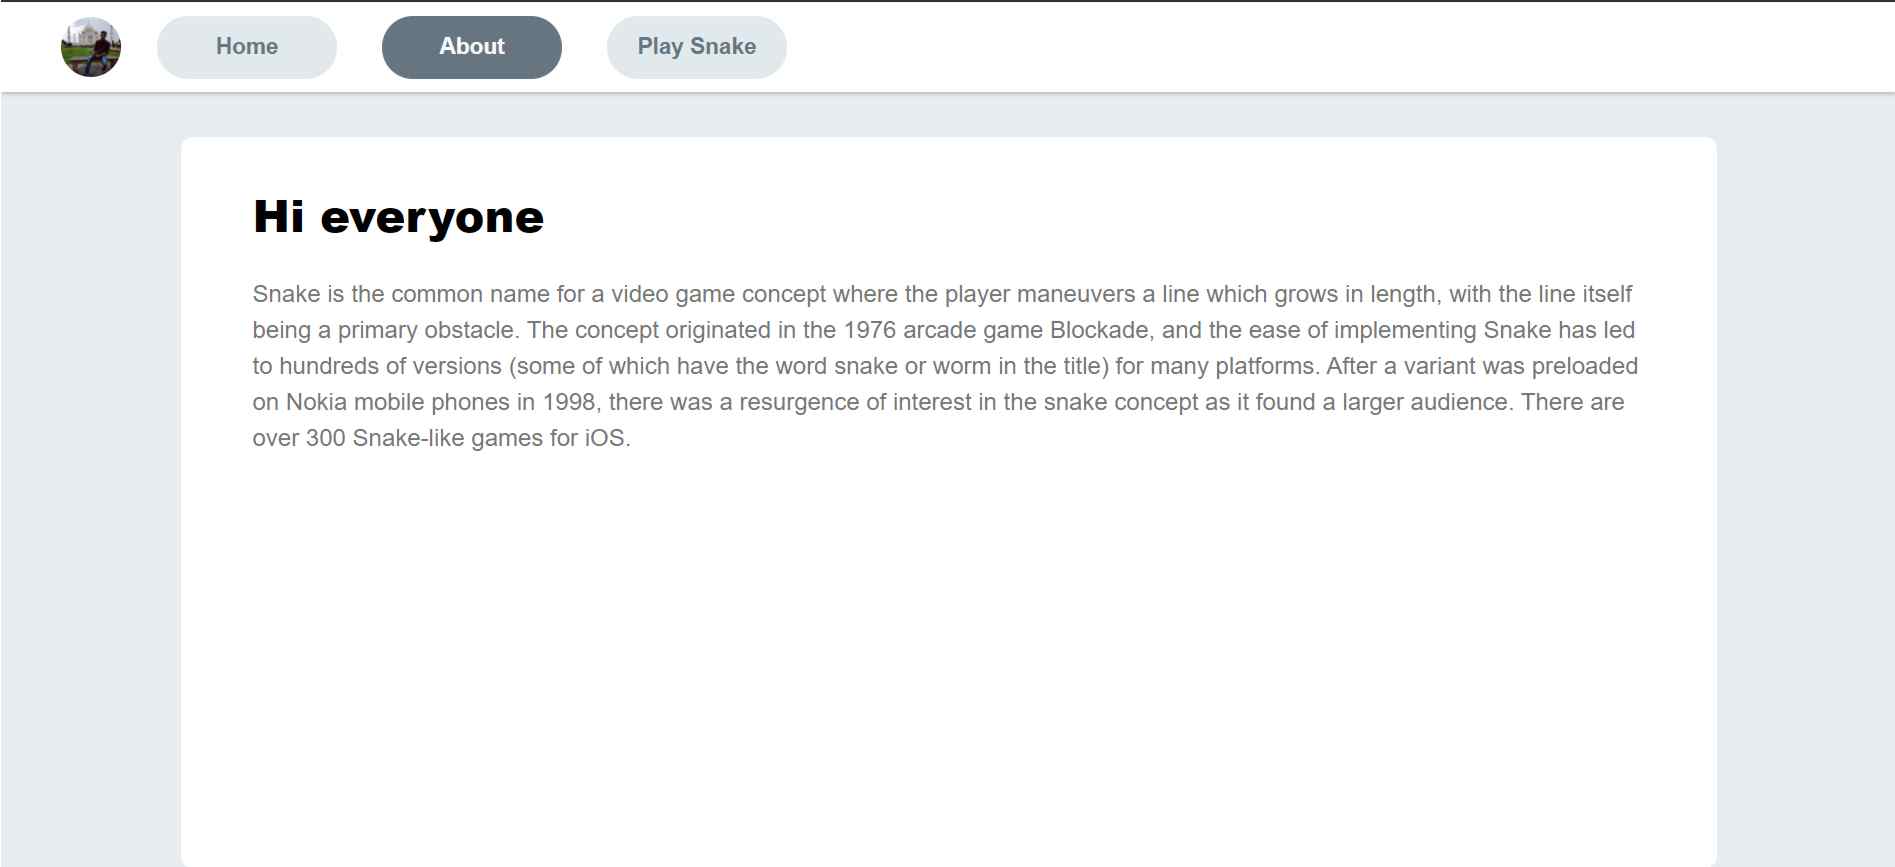 Home
About
Play Snake
Hi everyone
Snake is the common name for a video game concept where the player maneuvers a line which grows in length, with the line itself
being a primary obstacle. The concept originated in the 1976 arcade game Blockade, and the ease of implementing Snake has led
to hundreds of versions (some of which have the word snake or worm in the title) for many platforms. After a variant was preloaded
on Nokia mobile phones in 1998, there was a resurgence of interest in the snake concept as it found a larger audience. There are
over 300 Snake-like games for iOS.